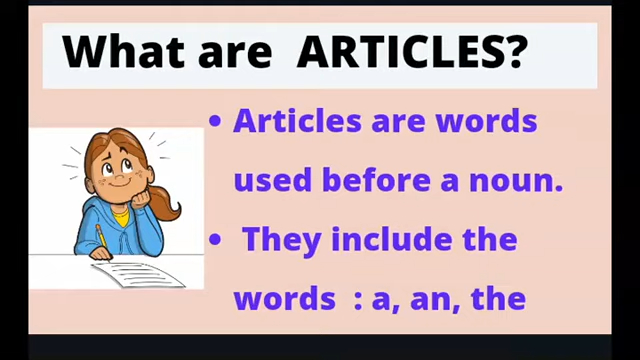 What are ARTICLES?
• Articles are words
used before a noun.
• They include the
words : a, an, the